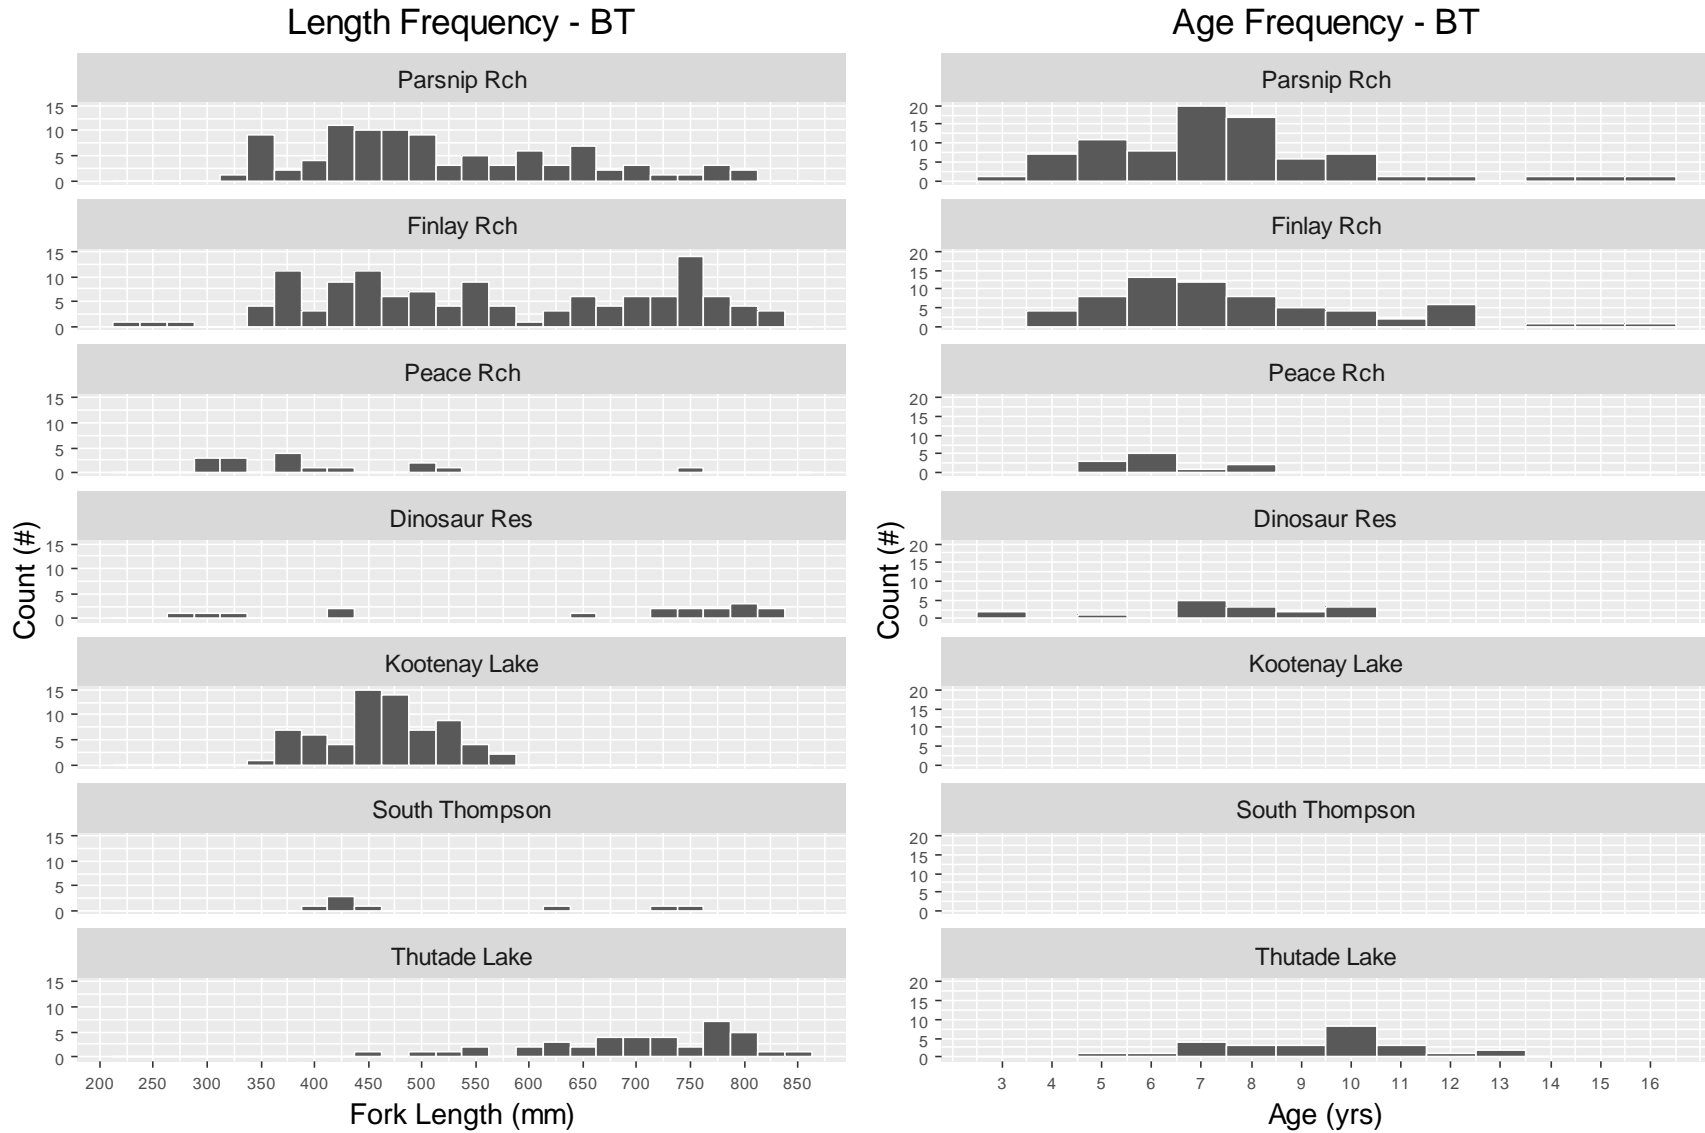 Length Frequency - BT
Parsnip Rch
15
10
5
0
Finlay Rch
15
10
5
0
Peace Rch
15
10
5
0
Dinosaur Res
15
10
5
0
Kootenay Lake
15
10
5
0
South Thompson
15
10
5
0
Thutade Lake
15
10
5
0
200 250 300 350 400 450 500 550 600 650 700 750 800 850
Fork Length (mm)
Count (#)
Age Frequency - BT
Parsnip Rch
20
15
10
5
0
Finlay Rch
20
15
10
5
0
Peace Rch
20
15
10
5
0
Dinosaur Res
20
15
10
5
0
Kootenay Lake
20
15
10
5
0
South Thompson
20
15
10
5
0
Thutade Lake
20
15
10
5
0
3 4 5 6 7 8 9 10 11 12 13 14 15 16
Age (yrs)
Count (#)